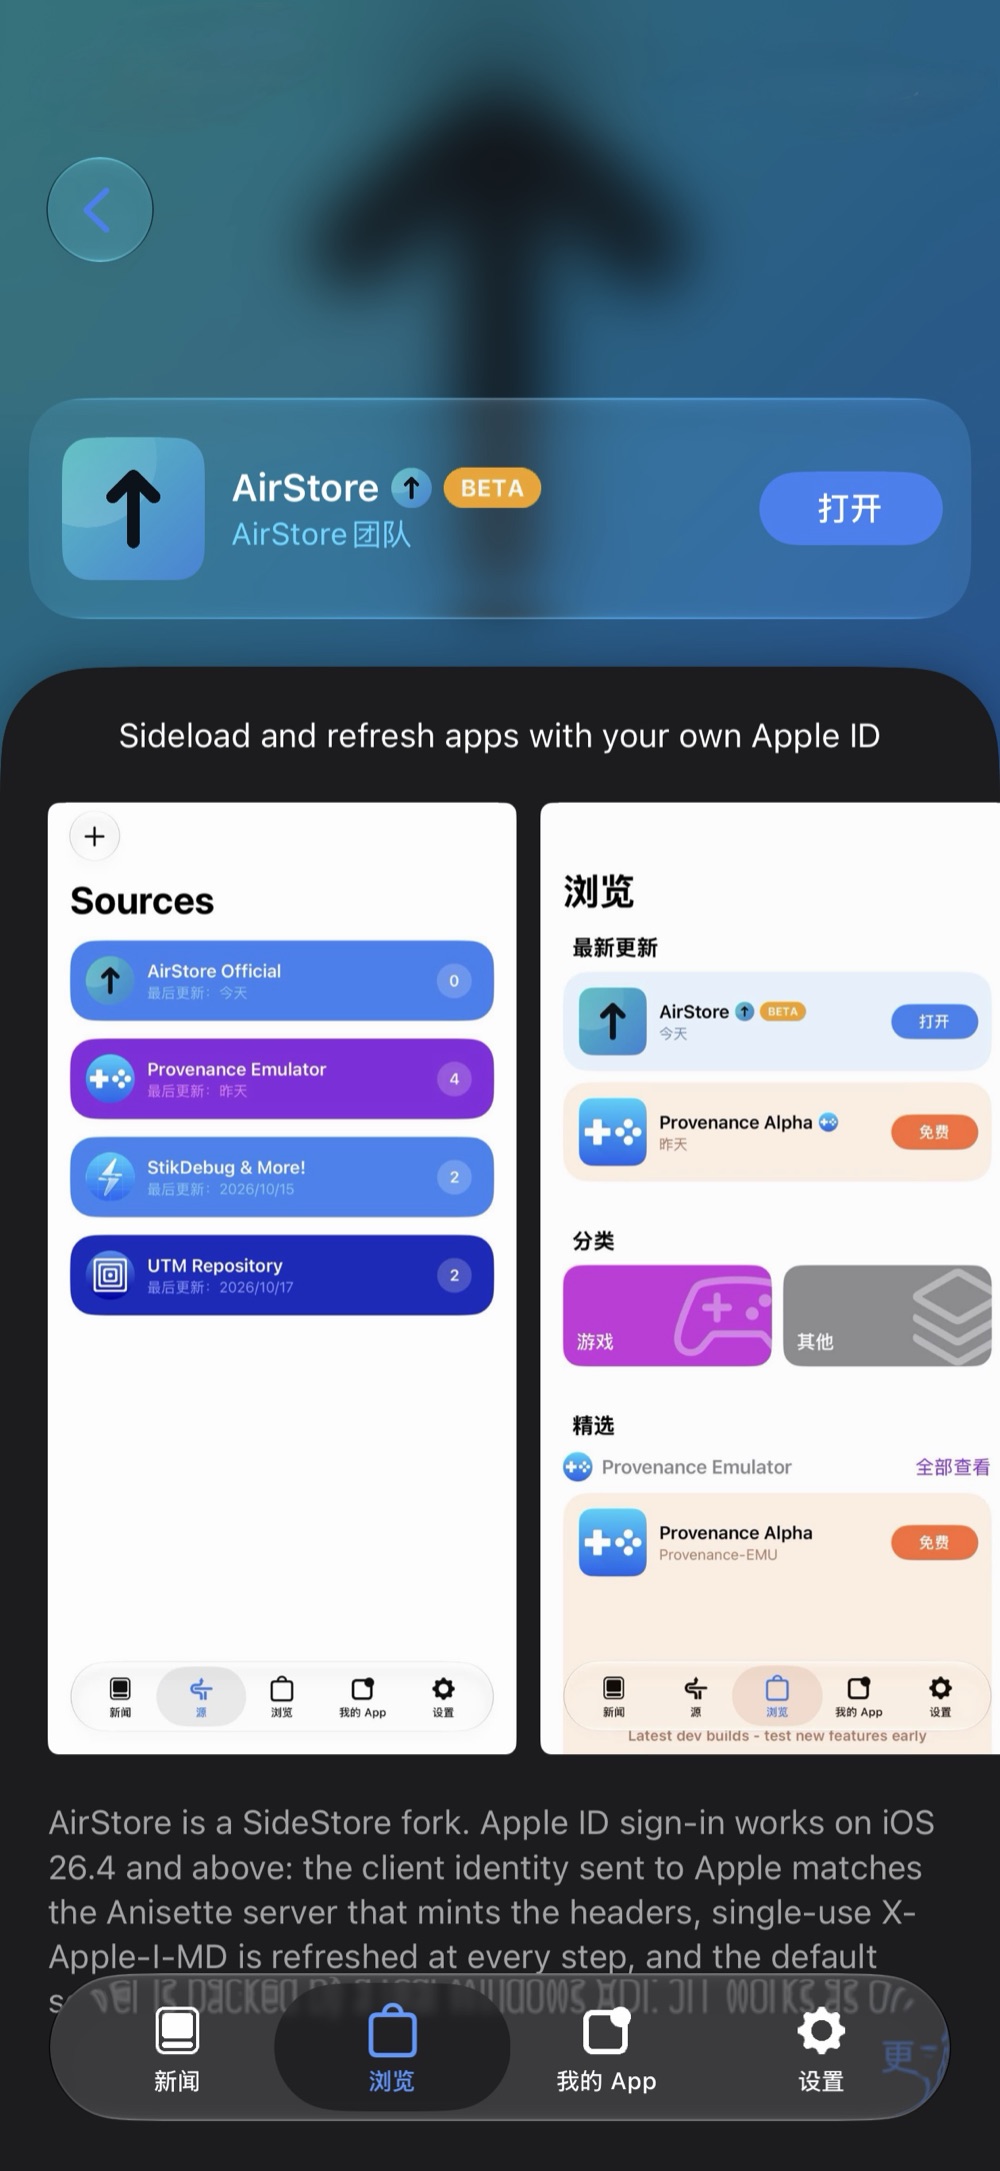 AirStore BETA
AirStore 团队
打开
Sideload and refresh apps with your own Apple ID
Sources
AirStore Official
最后更新：今天
0
Provenance Emulator
最后更新：昨天
4
StikDebug & More!
最后更新：2026/10/15
2
UTM Repository
最后更新：2026/10/17
2
新闻 源 浏览 我的 App 设置
浏览
最新更新
AirStore BETA
今天
打开
Provenance Alpha
昨天
免费
分类
游戏
其他
精选
Provenance Emulator 全部查看
Provenance Alpha
Provenance-EMU
免费
新闻 源 浏览 我的 App 设置
Latest dev builds - test new features early
AirStore is a SideStore fork. Apple ID sign-in works on iOS
26.4 and above: the client identity sent to Apple matches
the Anisette server that mints the headers, single-use X-
Apple-I-MD is refreshed at every step, and the default
新闻 浏览 我的 App 设置